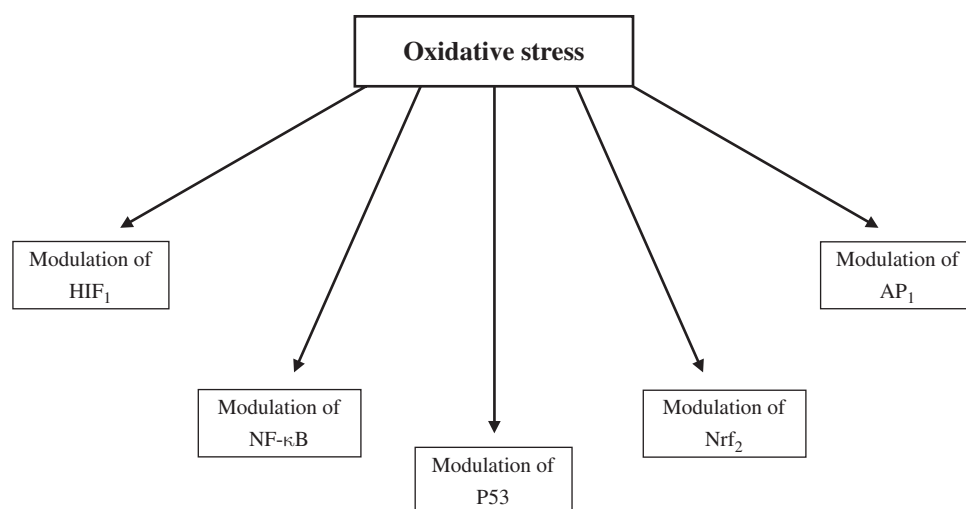 Oxidative stress
Modulation of
HIF₁
Modulation of
AP₁
Modulation of
NF-κB
Modulation of
Nrf₂
Modulation of
P53